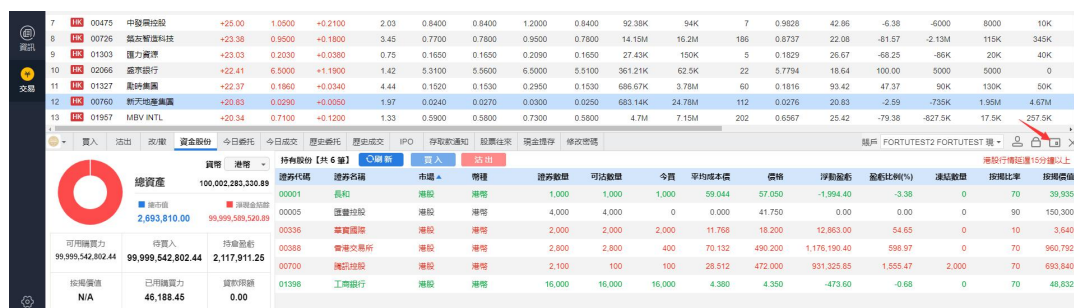 7 HK 00475 中發展控股 +25.00 1.0500 +0.2100 2.03 0.8400 0.8400 1.2000 0.8400 92.38K 94K 7 0.9828 42.86 -6.38 -6000 8000 10K
資訊 8 HK 00726 築友智造科技 +23.38 0.9500 +0.1800 3.45 0.7700 0.7800 0.9500 0.7800 14.15M 16.2M 186 0.8737 22.08 -81.57 -2.13M 115K 345K
9 HK 01303 匯力資源 +23.03 0.2030 +0.0380 0.75 0.1650 0.1650 0.2090 0.1650 27.43K 150K 5 0.1829 26.67 -68.25 -86K 20K 40K
10 HK 02066 盛京銀行 +22.41 6.5000 +1.1900 1.42 5.3100 5.5600 6.5000 5.5100 361.21K 62.5K 22 5.7794 18.64 100.00 5000 5000 0
交易 11 HK 01327 勵時集團 +22.37 0.1860 +0.0340 4.44 0.1520 0.1530 0.2950 0.1530 686.67K 3.78M 60 0.1816 93.42 47.37 90K 130K 50K
12 HK 00760 新天地產集團 +20.83 0.0290 +0.0050 1.97 0.0240 0.0270 0.0300 0.0250 683.14K 24.78M 112 0.0276 20.83 -2.59 -735K 1.95M 4.67M
13 HK 01957 MBV INTL +20.34 0.7100 +0.1200 1.33 0.5900 0.5800 0.7300 0.5800 4.7M 7.15M 202 0.6567 25.42 -79.38 -827.5K 17.5K 257.5K
買入 沽出 改/撤 資金股份 今日委托 今日成交 歷史委托 歷史成交 IPO 存取款通知 股票往來 現金提存 修改密碼 賬戶 FORTUTEST2 FORTUTEST 現
貨幣 港幣 持有股份【共 6 筆】 刷新 買入 沽出 港股行情延遲15分鐘以上
總資產 100,002,283,330.89
總市值 淨現金結餘
2,693,810.00 99,999,589,520.89
可用購買力 待買入 持倉盈虧
99,999,542,802.44 99,999,542,802.44 2,117,911.25
按揭價值 已用購買力 貸款限額
N/A 46,188.45 0.00
證券代碼 證券名稱 市場 幣種 證券數量 可沽數量 今買 平均成本價 價格 浮動盈虧 盈虧比例(%) 凍結數量 按揭比率 按揭價值
00001 長和 港股 港幣 1,000 1,000 1,000 59.044 57.050 -1,994.40 -3.38 0 70 39,935
00005 匯豐控股 港股 港幣 4,000 4,000 0 0.000 41.750 0.00 0.00 0 90 150,300
00336 華寶國際 港股 港幣 2,000 2,000 2,000 11.768 18.200 12,863.00 54.65 0 10 3,640
00388 香港交易所 港股 港幣 2,800 2,800 400 70.132 490.200 1,176,190.40 598.97 0 70 960,792
00700 騰訊控股 港股 港幣 2,100 100 100 28.512 472.000 931,325.85 1,555.47 2,000 70 693,840
01398 工商銀行 港股 港幣 16,000 16,000 16,000 4.380 4.350 -473.60 -0.68 0 70 48,832